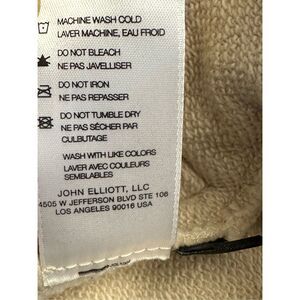 MACHINE WASH COLD
LAVER MACHINE, EAU FROID
DO NOT BLEACH
NE PAS JAVELLISER
DO NOT IRON
NE PAS REPASSER
DO NOT TUMBLE DRY
NE PAS SÉCHER PAR
CULBUTAGE
WASH WITH LIKE COLORS
LAVER AVEC COULEURS
SEMBLABLES
JOHN ELLIOTT, LLC
4505 W JEFFERSON BLVD STE 106
LOS ANGELES 90016 USA